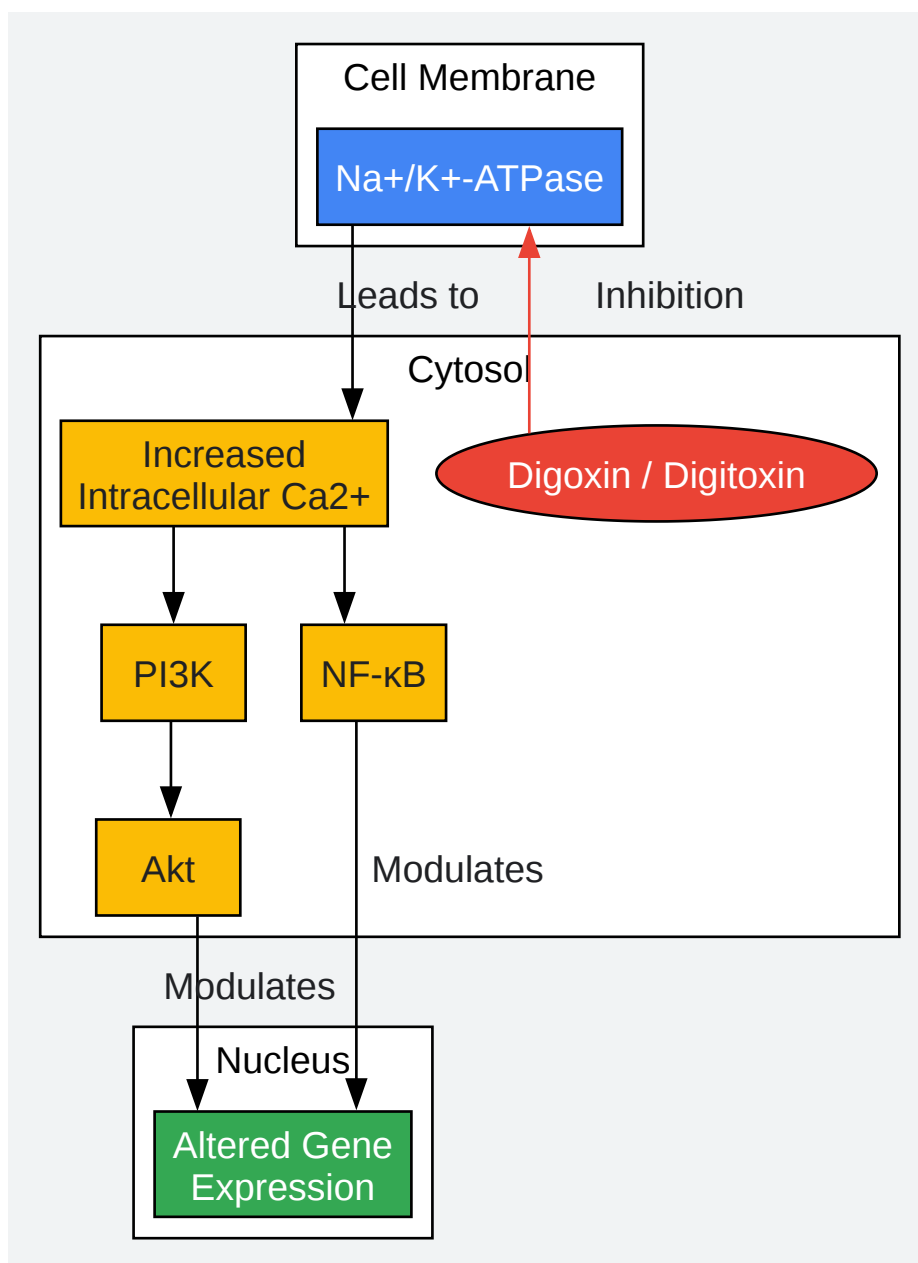 Cell Membrane
Na+/K+-ATPase
Leads to
Inhibition
Cytosol
Increased
Intracellular Ca2+
Digoxin / Digitoxin
PI3K
NF-κB
Akt
Modulates
Modulates
Nucleus
Altered Gene
Expression